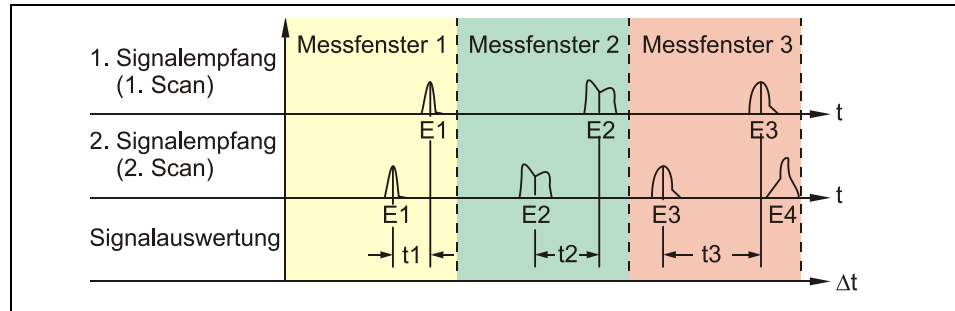 Messfenster 1 Messfenster 2 Messfenster 3
1. Signalempfang
(1. Scan)
t
E1 E2 E3
2. Signalempfang
(2. Scan)
t
E1 E2 E3 E4
Signalauswertung
t1 t2 t3
Δt